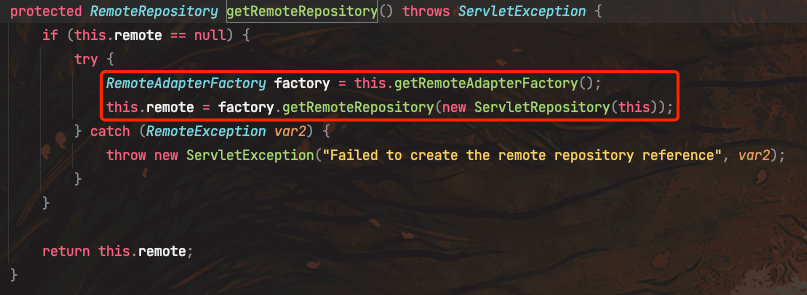 protected RemoteRepository getRemoteRepository() throws ServletException {
if (this.remote == null) {
try {
RemoteAdapterFactory factory = this.getRemoteAdapterFactory();
this.remote = factory.getRemoteRepository(new ServletRepository(this));
} catch (RemoteException var2) {
throw new ServletException("Failed to create the remote repository reference", var2);
}
}
return this.remote;
}